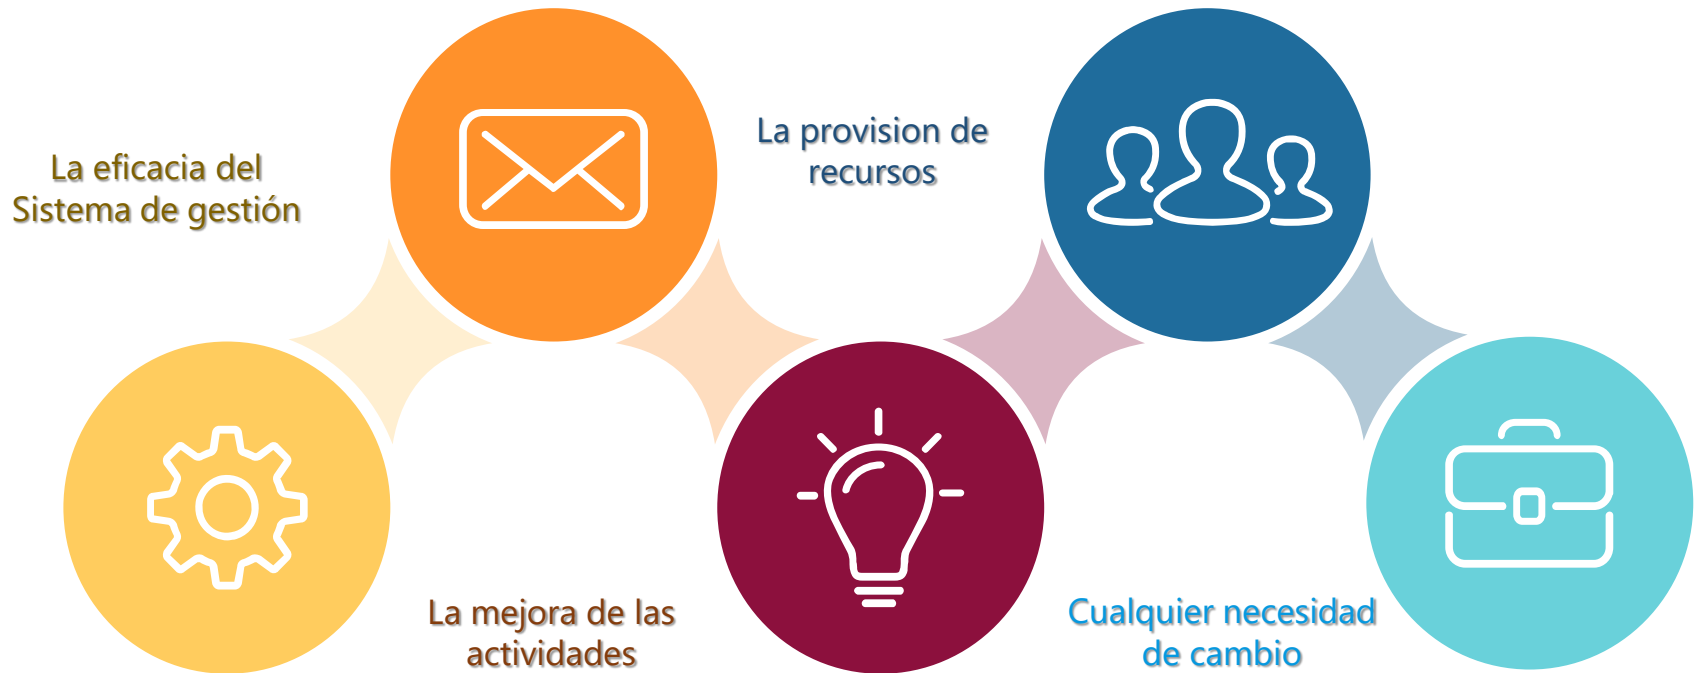 La eficacia del
Sistema de gestión
La mejora de las
actividades
La provision de
recursos
Cualquier necesidad
de cambio